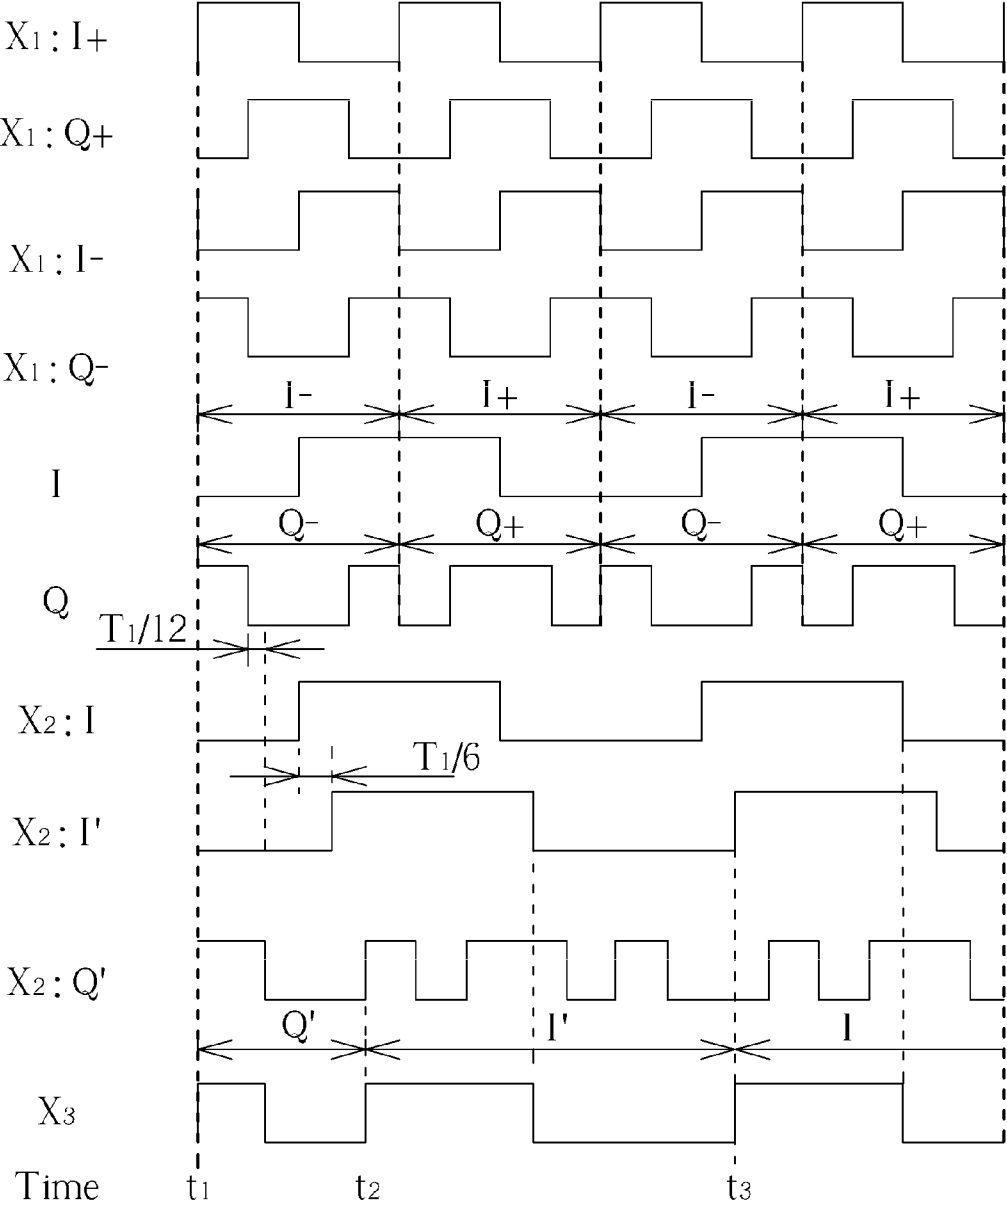 X1 : I+
X1 : Q+
X1 : I-
X1 : Q-
I- I+ I- I+
I
Q- Q+ Q- Q+
Q
T1/12
X2 : I
T1/6
X2 : I'
X2 : Q'
Q' I' I
X3
Time t1 t2 t3